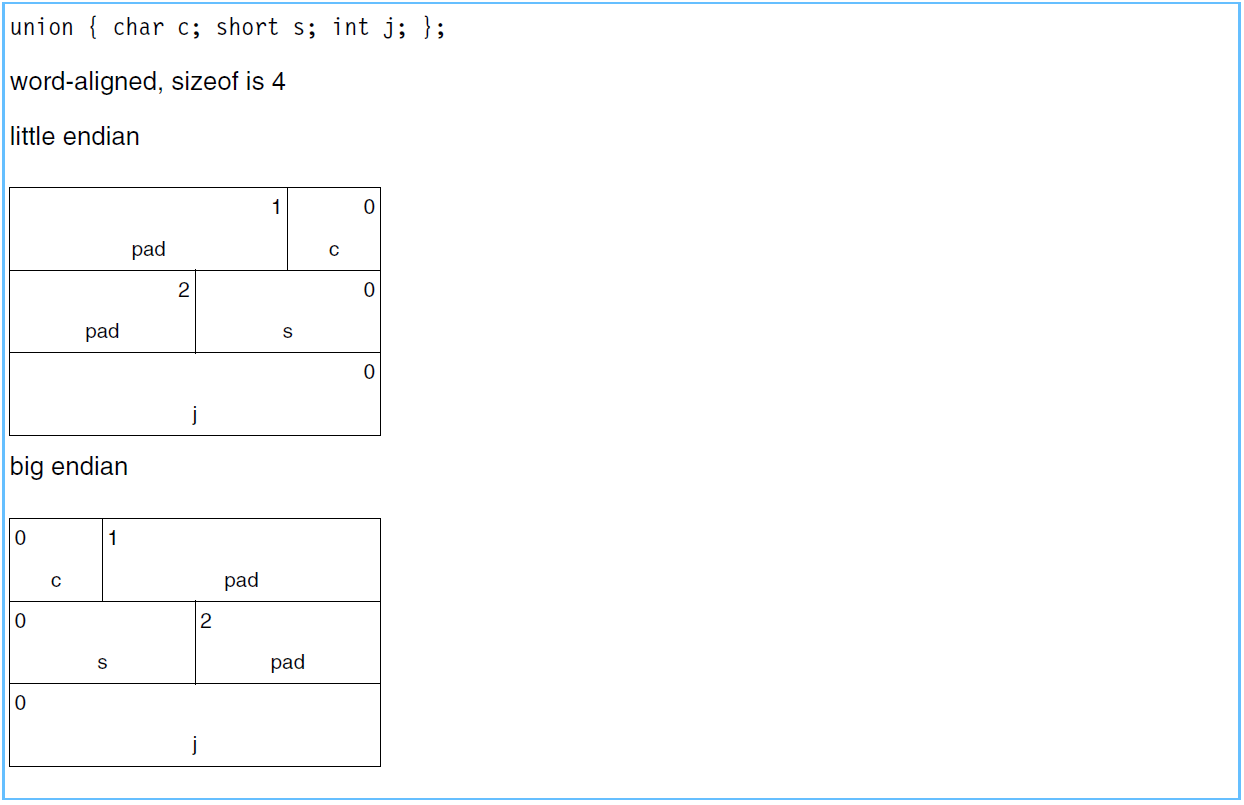 union { char c; short s; int j; };
word-aligned, sizeof is 4
little endian
1 0
pad c
2 0
pad s
0
j
big endian
0 1
c pad
0 2
s pad
0
j